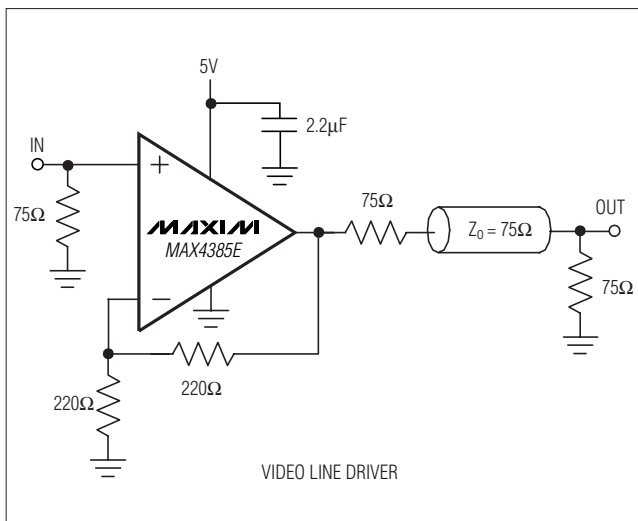 5V
2.2µF
IN
+
75Ω
75Ω
OUT
MAXIM
MAX4385E
Z0 = 75Ω
75Ω
−
220Ω
220Ω
VIDEO LINE DRIVER